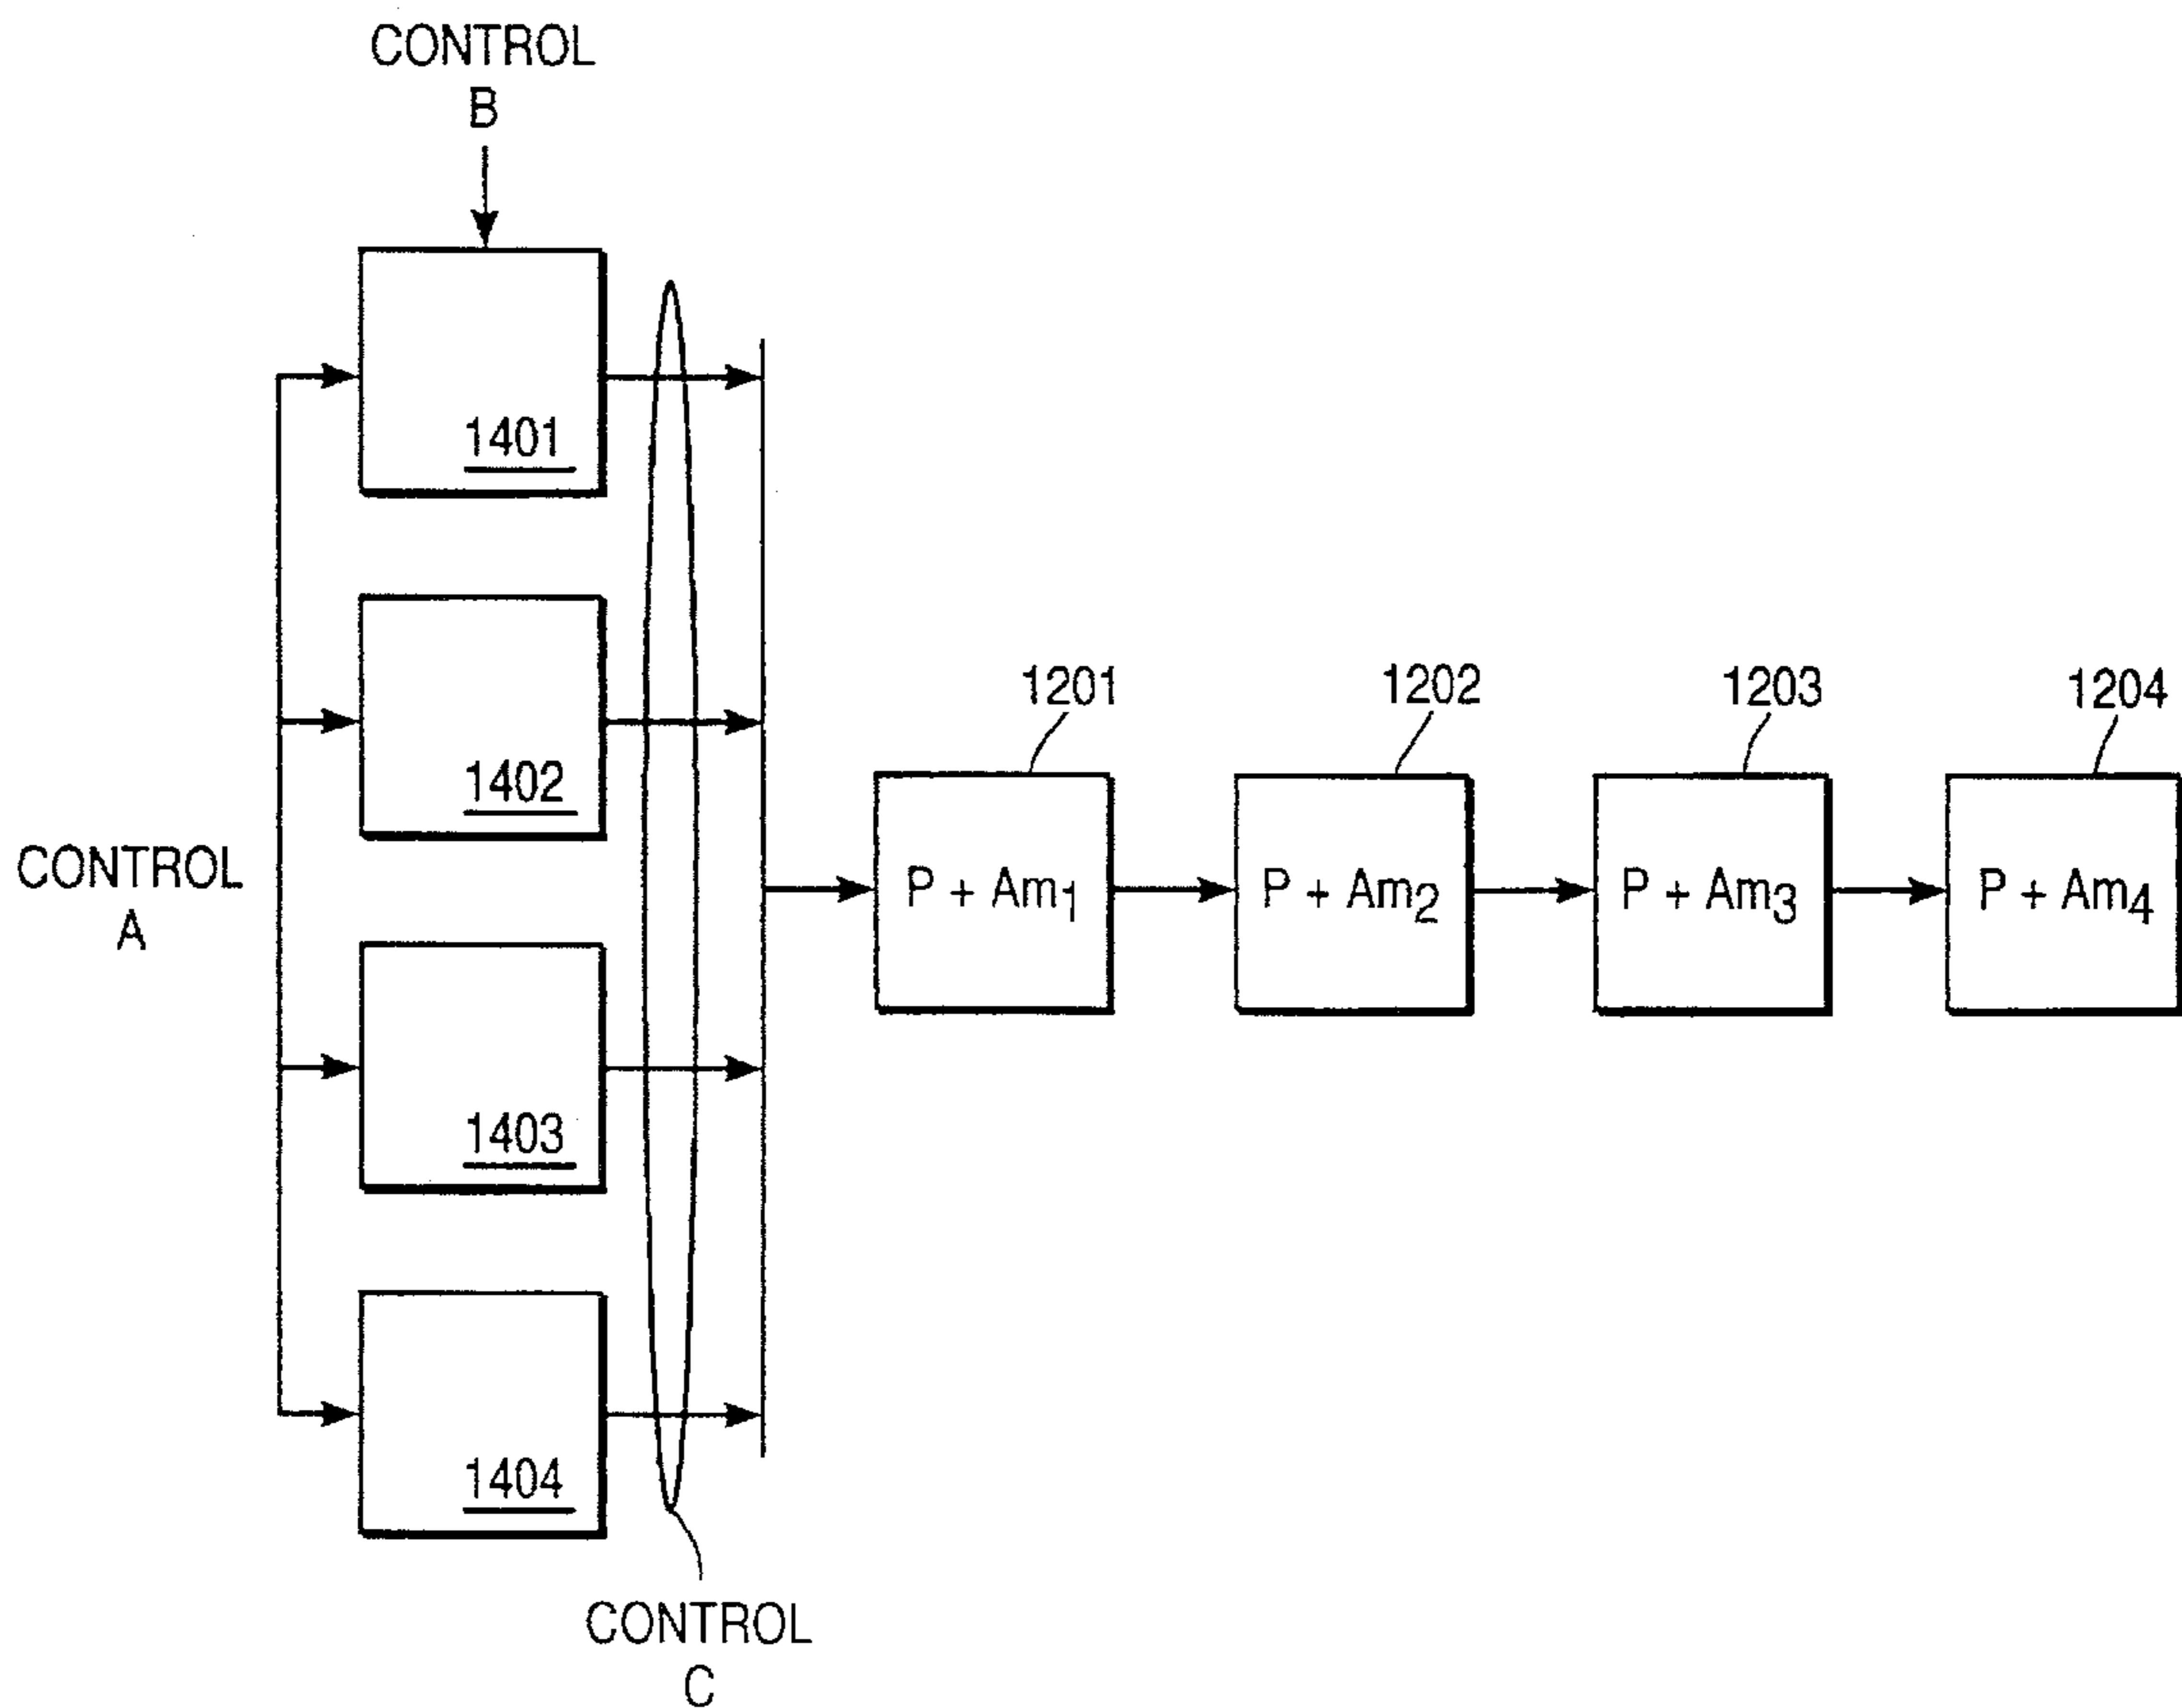 CONTROL
B
1401
1402
1403
1404
CONTROL
A
CONTROL
C
1201
1202
1203
1204
P + Am₁
P + Am₂
P + Am₃
P + Am₄